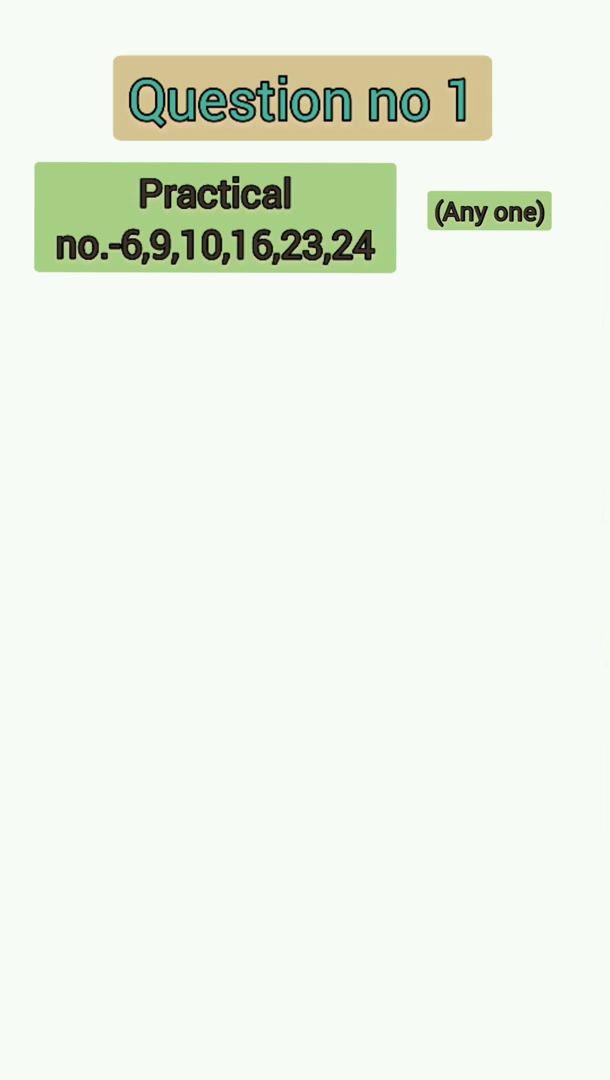 Question no 1
Practical
no.-6,9,10,16,23,24
(Any one)